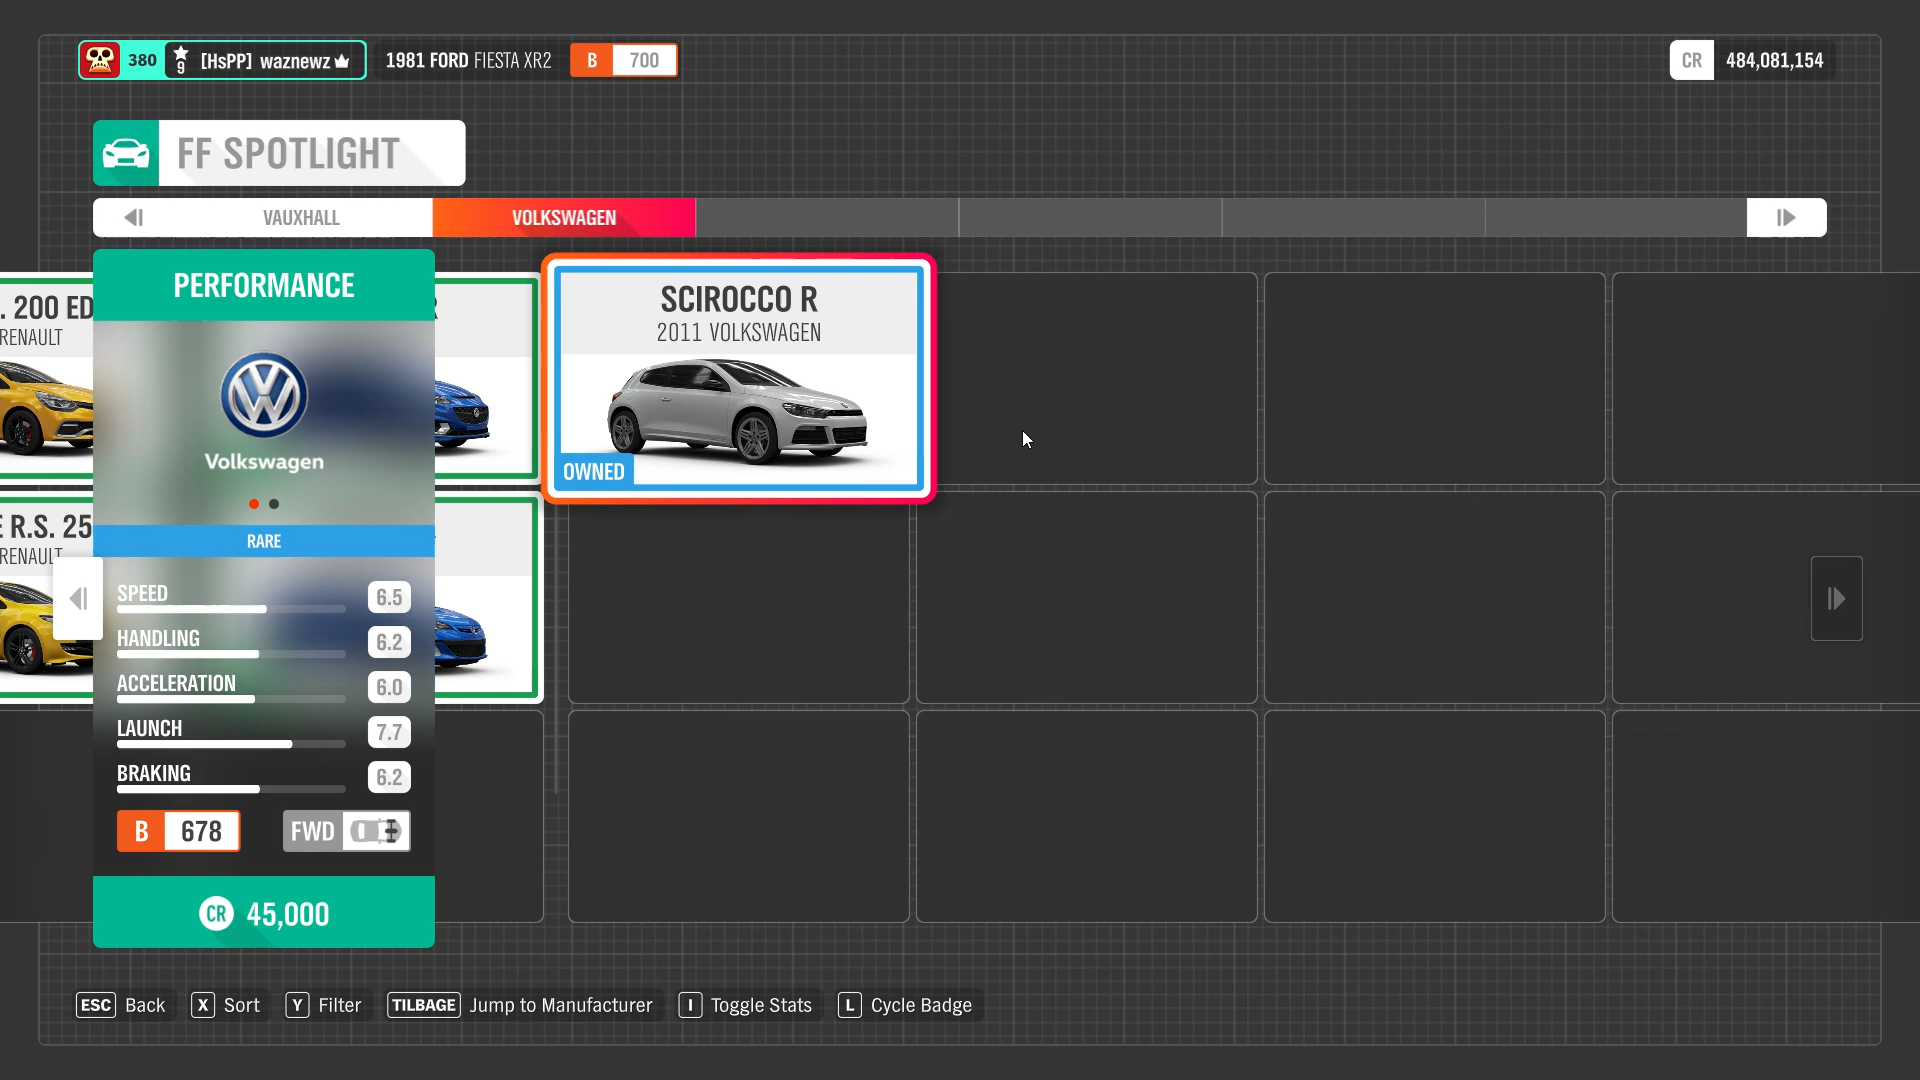 380 9 [HsPP] waznewz 1981 FORD FIESTA XR2 B 700 CR 484,081,154
FF SPOTLIGHT
VAUXHALL VOLKSWAGEN
PERFORMANCE
Volkswagen
RARE
SPEED 6.5
HANDLING 6.2
ACCELERATION 6.0
LAUNCH 7.7
BRAKING 6.2
B 678 FWD
CR 45,000
. 200 ED
RENAULT
R.S. 25
RENAULT
SCIROCCO R
2011 VOLKSWAGEN
OWNED
ESC Back X Sort Y Filter TILBAGE Jump to Manufacturer I Toggle Stats L Cycle Badge